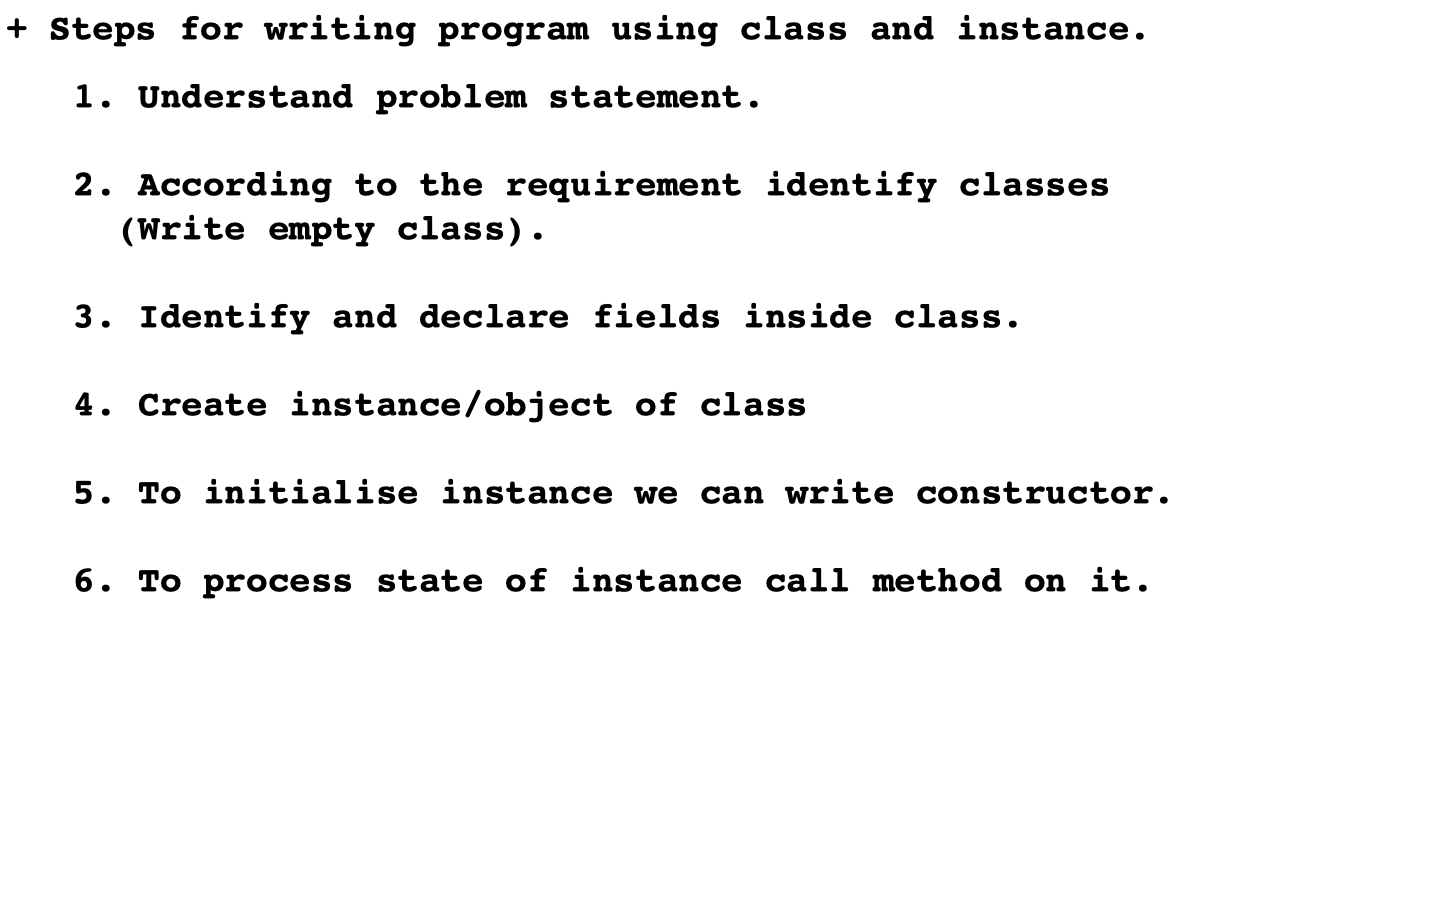 + Steps for writing program using class and instance.
1. Understand problem statement.
2. According to the requirement identify classes
(Write empty class).
3. Identify and declare fields inside class.
4. Create instance/object of class
5. To initialise instance we can write constructor.
6. To process state of instance call method on it.